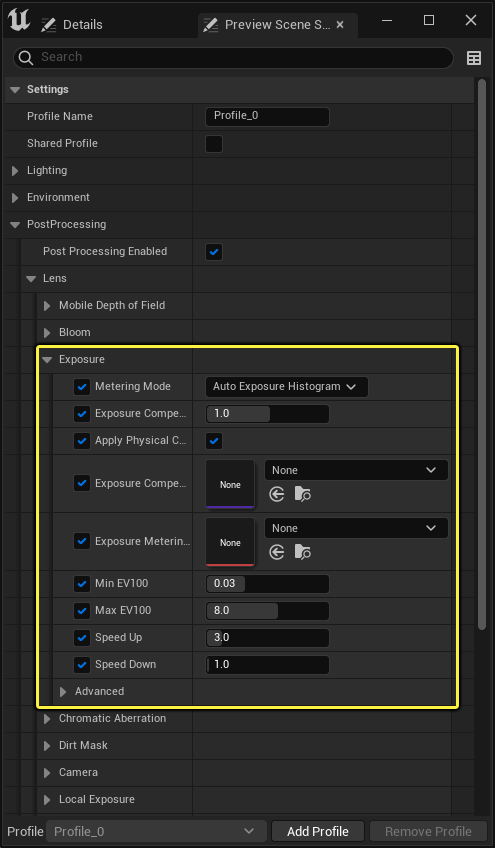 Details
Preview Scene S...
Search
Settings
Profile Name
Profile_0
Shared Profile
Lighting
Environment
PostProcessing
Post Processing Enabled
Lens
Mobile Depth of Field
Bloom
Exposure
Metering Mode
Auto Exposure Histogram
Exposure Compe...
1.0
Apply Physical C...
Exposure Compe...
None
None
Exposure Meterin...
None
None
Min EV100
0.03
Max EV100
8.0
Speed Up
3.0
Speed Down
1.0
Advanced
Chromatic Aberration
Dirt Mask
Camera
Local Exposure
Profile
Profile_0
Add Profile
Remove Profile